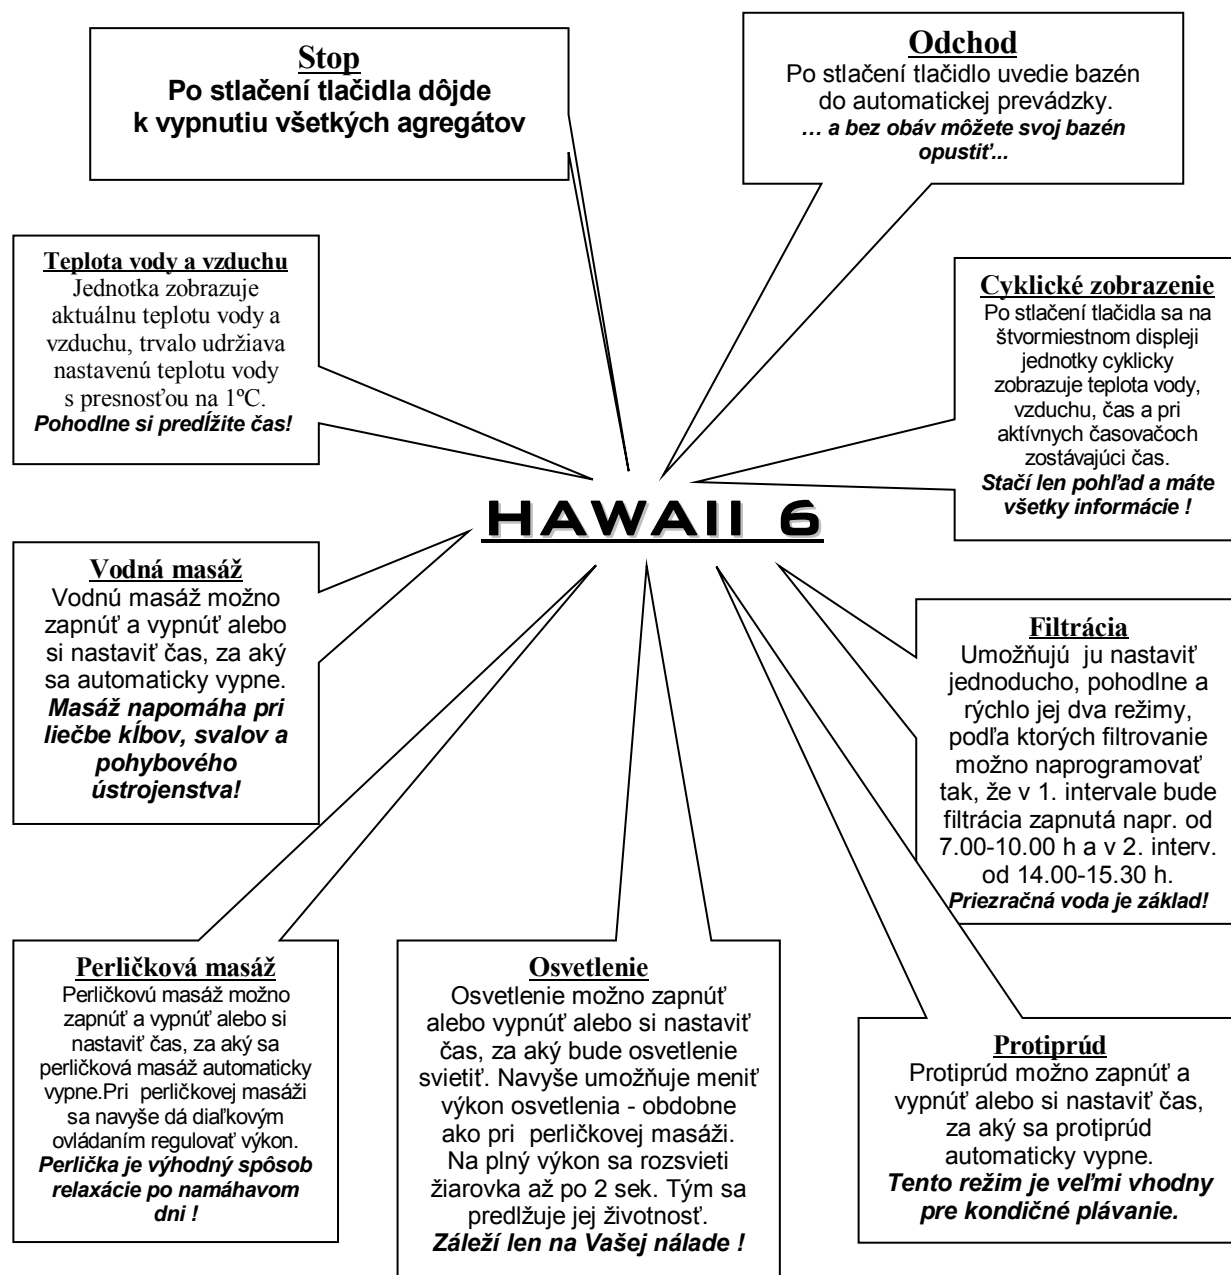 Stop
Po stlačení tlačidla dôjde
k vypnutiu všetkých agregátov
Odchod
Po stlačení tlačidlo uvedie bazén
do automatickej prevádzky.
... a bez obáv môžete svoj bazén
opustiť...
Teplota vody a vzduchu
Jednotka zobrazuje
aktuálnu teplotu vody a
vzduchu, trvalo udržiava
nastavenú teplotu vody
s presnosťou na 1ºC.
Pohodlne si predĺžite čas!
Cyklické zobrazenie
Po stlačení tlačidla sa na
štvormiestnom displeji
jednotky cyklicky
zobrazuje teplota vody,
vzduchu, čas a pri
aktívnych časovačoch
zostávajúci čas.
Stačí len pohľad a máte
všetky informácie !
HAWAII 6
Vodná masáž
Vodnú masáž možno
zapnúť a vypnúť alebo
si nastaviť čas, za aký
sa automaticky vypne.
Masáž napomáha pri
liečbe kĺbov, svalov a
pohybového
ústrojenstva!
Filtrácia
Umožňujú ju nastaviť
jednoducho, pohodlne a
rýchlo jej dva režimy,
podľa ktorých filtrovanie
možno naprogramovať
tak, že v 1. intervale bude
filtrácia zapnutá napr. od
7.00-10.00 h a v 2. interv.
od 14.00-15.30 h.
Priezračná voda je základ!
Perličková masáž
Perličkovú masáž možno
zapnúť a vypnúť alebo si
nastaviť čas, za aký sa
perličková masáž automaticky
vypne.Pri perličkovej masáži
sa navyše dá diaľkovým
ovládaním regulovať výkon.
Perlička je výhodný spôsob
relaxácie po namáhavom
dni !
Osvetlenie
Osvetlenie možno zapnúť
alebo vypnúť alebo si nastaviť
čas, za aký bude osvetlenie
svietiť. Navyše umožňuje meniť
výkon osvetlenia - obdobne
ako pri perličkovej masáži.
Na plný výkon sa rozsvieti
žiarovka až po 2 sek. Tým sa
predlžuje jej životnosť.
Záleží len na Vašej nálade !
Protiprúd
Protiprúd možno zapnúť a
vypnúť alebo si nastaviť čas,
za aký sa protiprúd
automaticky vypne.
Tento režim je veľmi vhodny
pre kondičné plávanie.